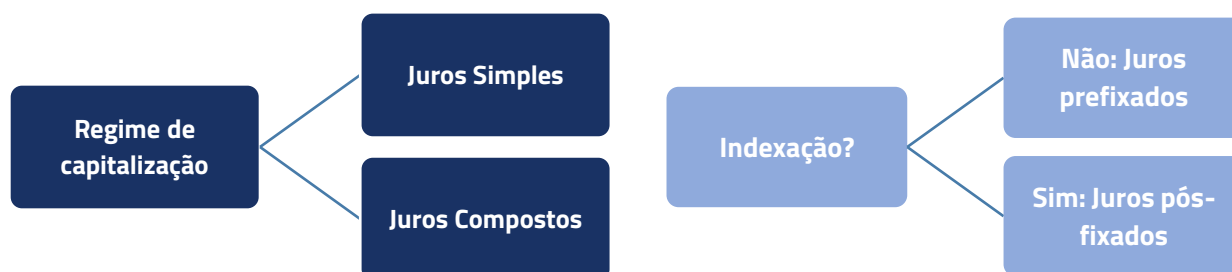 Regime de
capitalização
Juros Simples
Juros Compostos
Indexação?
Não: Juros
prefixados
Sim: Juros pós-
fixados